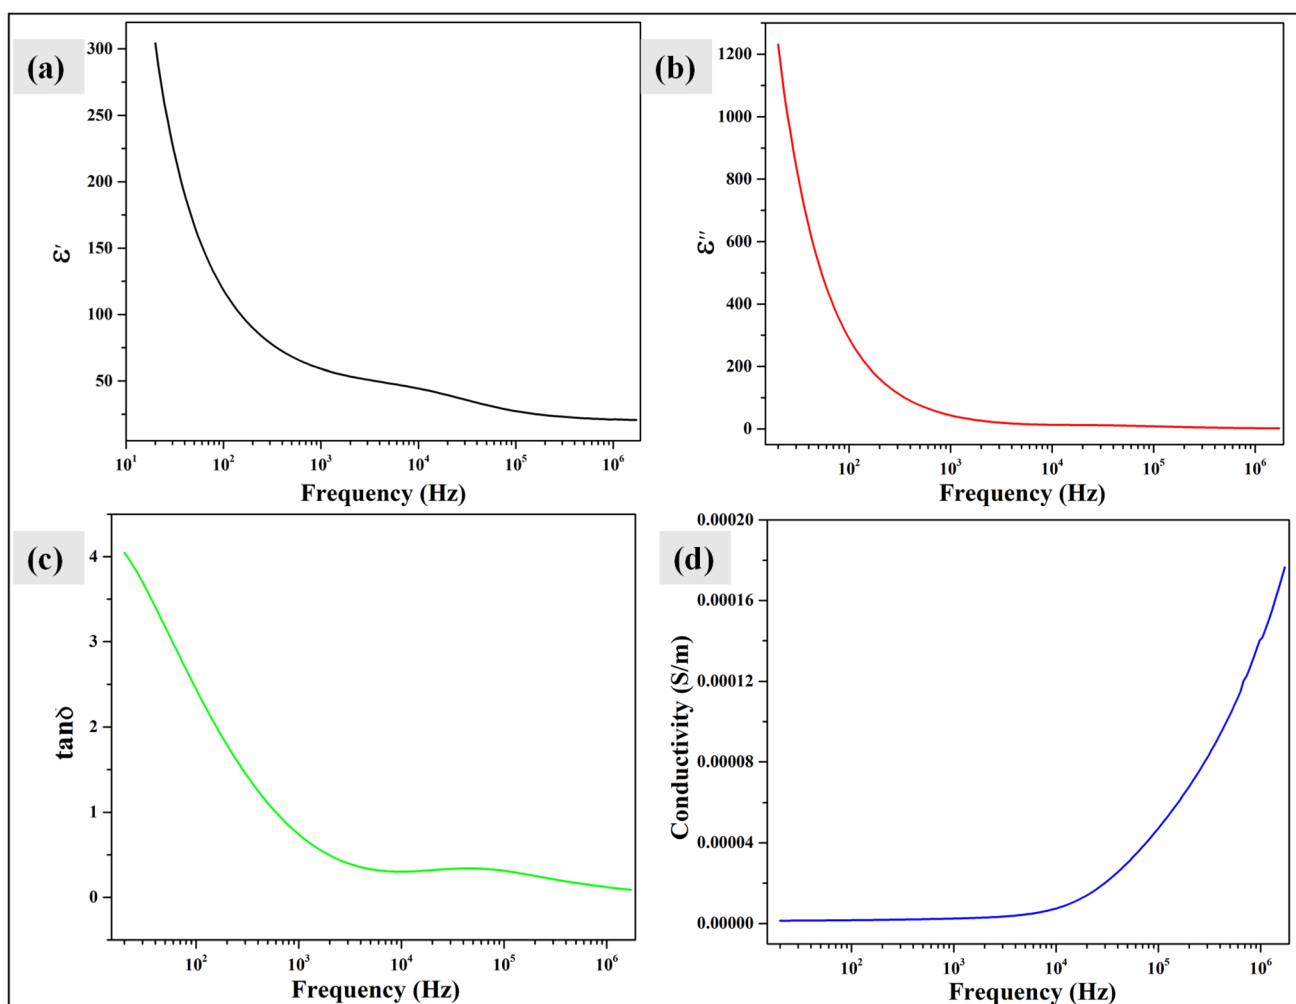 (a)
300
250
200
150
100
50
ε′
10¹ 10² 10³ 10⁴ 10⁵ 10⁶
Frequency (Hz)
(b)
1200
1000
800
600
400
200
0
ε″
10² 10³ 10⁴ 10⁵ 10⁶
Frequency (Hz)
(c)
4
3
2
1
0
tanδ
10² 10³ 10⁴ 10⁵ 10⁶
Frequency (Hz)
(d)
0.00020
0.00016
0.00012
0.00008
0.00004
0.00000
Conductivity (S/m)
10² 10³ 10⁴ 10⁵ 10⁶
Frequency (Hz)